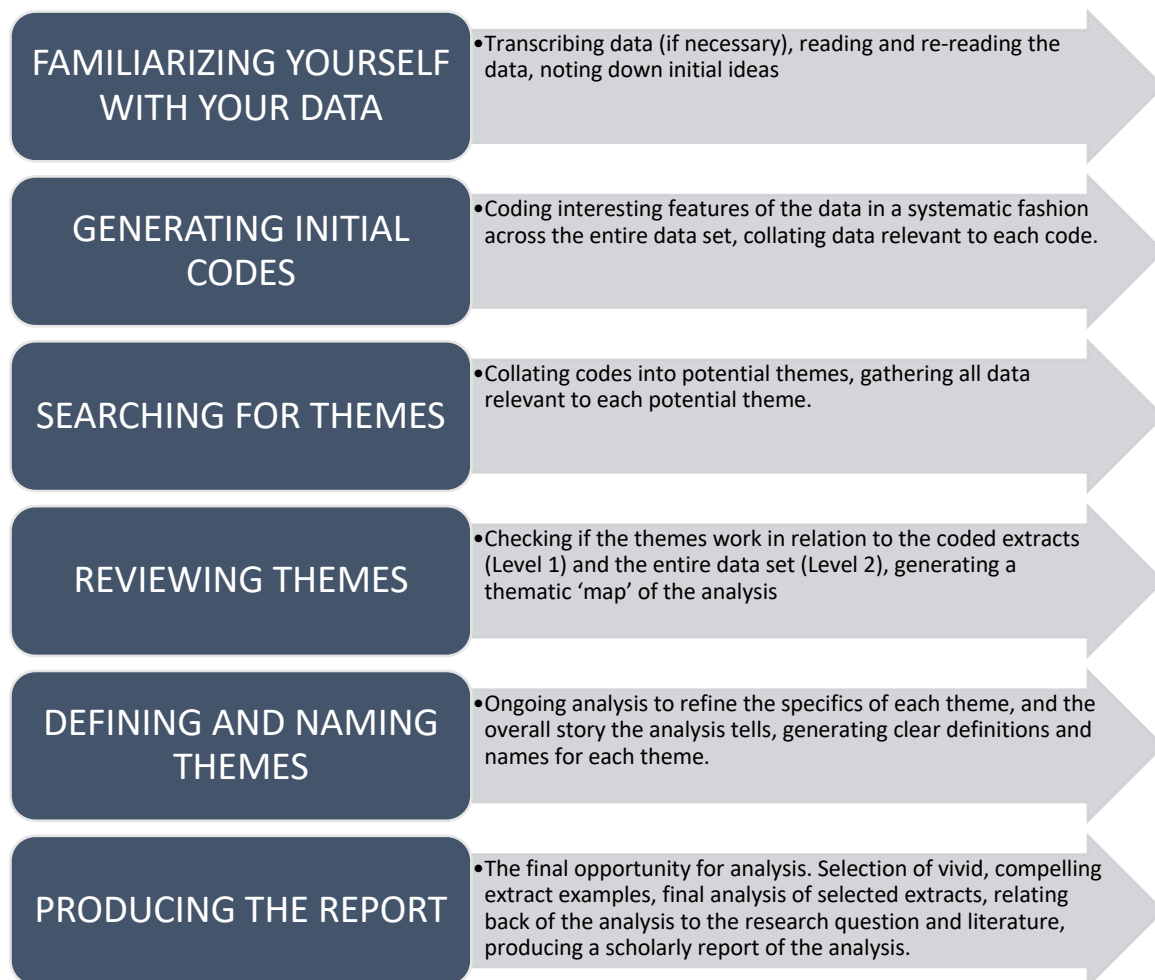 FAMILIARIZING YOURSELF
WITH YOUR DATA
•Transcribing data (if necessary), reading and re-reading the
data, noting down initial ideas
GENERATING INITIAL
CODES
•Coding interesting features of the data in a systematic fashion
across the entire data set, collating data relevant to each code.
SEARCHING FOR THEMES
•Collating codes into potential themes, gathering all data
relevant to each potential theme.
REVIEWING THEMES
•Checking if the themes work in relation to the coded extracts
(Level 1) and the entire data set (Level 2), generating a
thematic ‘map’ of the analysis
DEFINING AND NAMING
THEMES
•Ongoing analysis to refine the specifics of each theme, and the
overall story the analysis tells, generating clear definitions and
names for each theme.
PRODUCING THE REPORT
•The final opportunity for analysis. Selection of vivid, compelling
extract examples, final analysis of selected extracts, relating
back of the analysis to the research question and literature,
producing a scholarly report of the analysis.